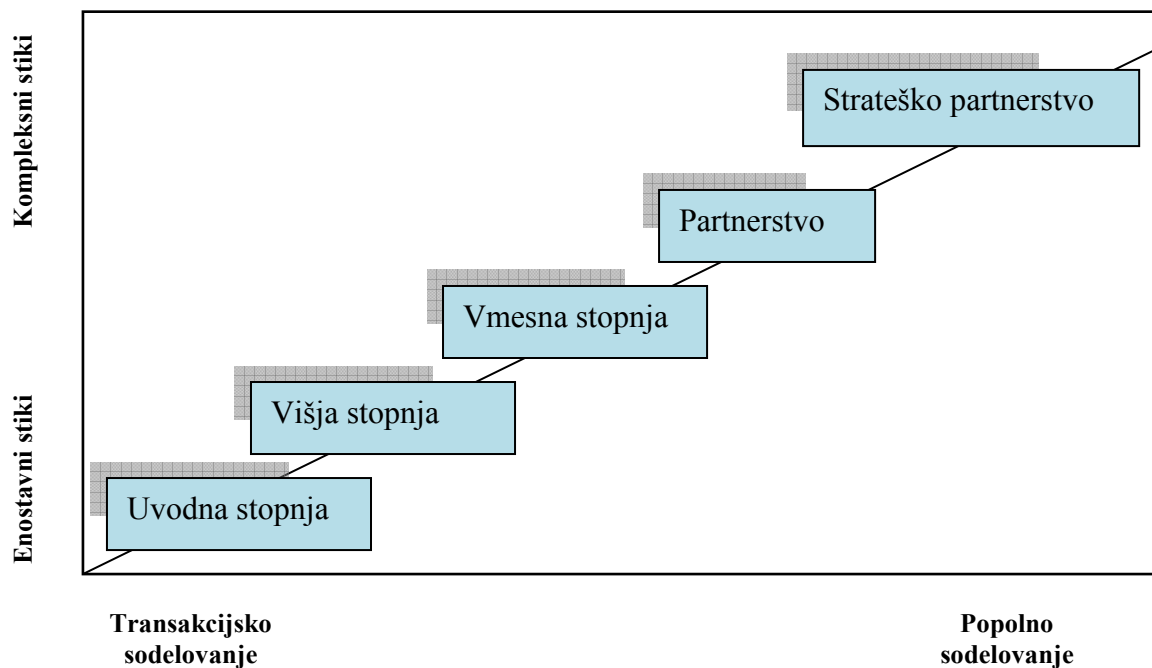 Kompleksni stiki
Enostavni stiki
Strateško partnerstvo
Partnerstvo
Vmesna stopnja
Višja stopnja
Uvodna stopnja
Transakcijsko
sodelovanje
Popolno
sodelovanje